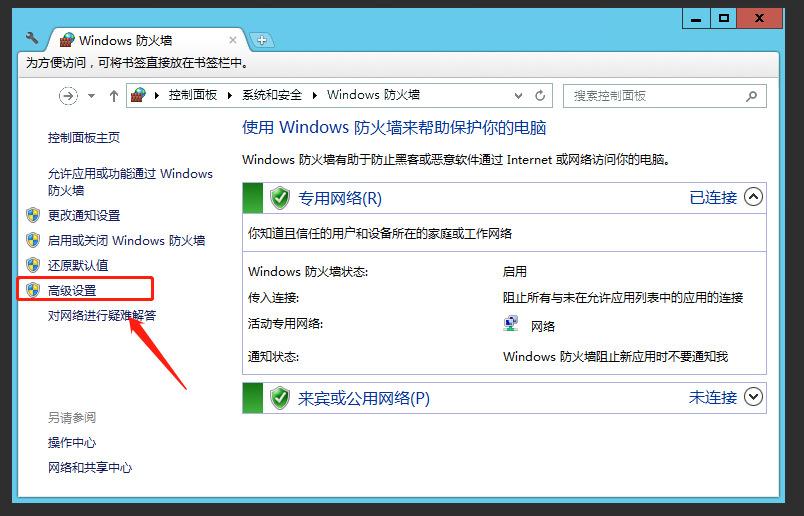 Windows 防火墙
为方便访问，可将书签直接放在书签栏中。
控制面板 系统和安全 Windows 防火墙
搜索控制面板
控制面板主页
允许应用或功能通过 Windows
防火墙
更改通知设置
启用或关闭 Windows 防火墙
还原默认值
高级设置
对网络进行疑难解答
另请参阅
操作中心
网络和共享中心
使用 Windows 防火墙来帮助保护你的电脑
Windows 防火墙有助于防止黑客或恶意软件通过 Internet 或网络访问你的电脑。
专用网络(R) 已连接
你知道且信任的用户和设备所在的家庭或工作网络
Windows 防火墙状态: 启用
传入连接: 阻止所有与未在允许应用列表中的应用的连接
活动专用网络: 网络
通知状态: Windows 防火墙阻止新应用时不要通知我
来宾或公用网络(P) 未连接